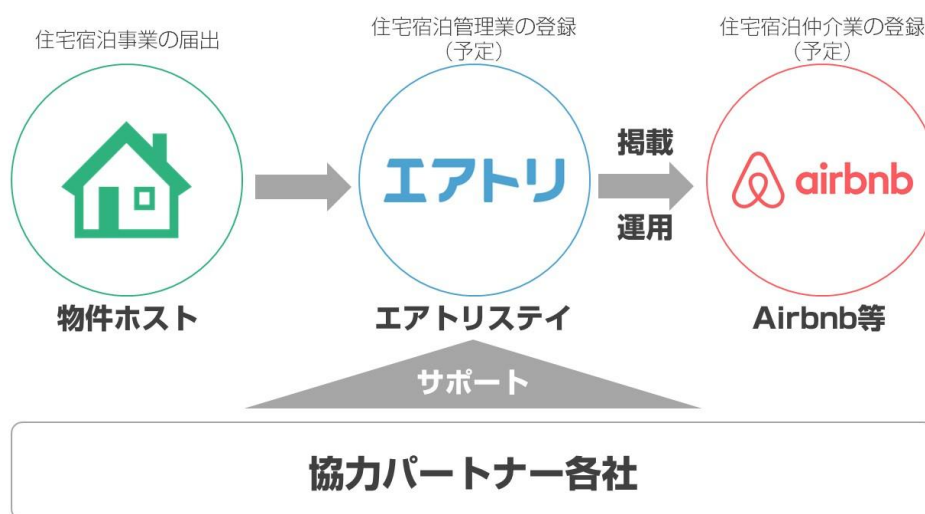 住宅宿泊事業の届出
住宅宿泊管理業の登録
（予定）
住宅宿泊仲介業の登録
（予定）
エアトリ
掲載
運用
airbnb
物件ホスト
エアトリステイ
Airbnb等
サポート
協力パートナー各社